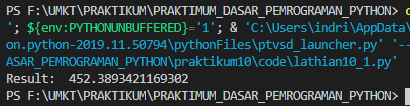 PS F:\UMKT\PRAKTIKUM\PRAKTIMUM_DASAR_PEMROGRAMAN_PYTHON>
'; ${env:PYTHONUNBUFFERED}='1'; & 'C:\Users\indri\AppData\
on.python-2019.11.50794\pythonFiles\ptvsd_launcher.py' '--
ASAR_PEMROGRAMAN_PYTHON\praktikum10\code\lathian10_1.py'
Result:  452.3893421169302
PS F:\UMKT\PRAKTIKUM\PRAKTIMUM_DASAR_PEMROGRAMAN_PYTHON>